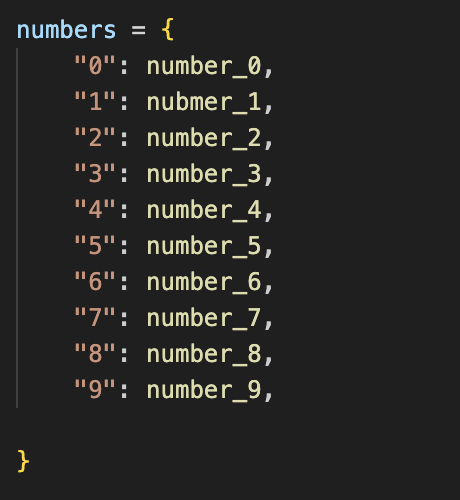 numbers = {
    "0": number_0,
    "1": nubmer_1,
    "2": number_2,
    "3": number_3,
    "4": number_4,
    "5": number_5,
    "6": number_6,
    "7": number_7,
    "8": number_8,
    "9": number_9,
}